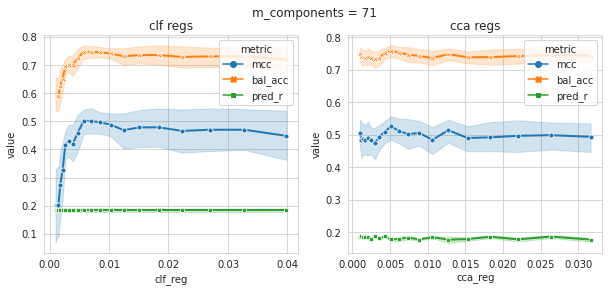 m_components = 71
clf regs
cca regs
0.8
0.7
0.6
0.5
0.4
0.3
0.2
0.1
value
metric
mcc
bal_acc
pred_r
0.00
0.01
0.02
0.03
0.04
clf_reg
0.8
0.7
0.6
0.5
0.4
0.3
0.2
value
metric
mcc
bal_acc
pred_r
0.000
0.005
0.010
0.015
0.020
0.025
0.030
cca_reg